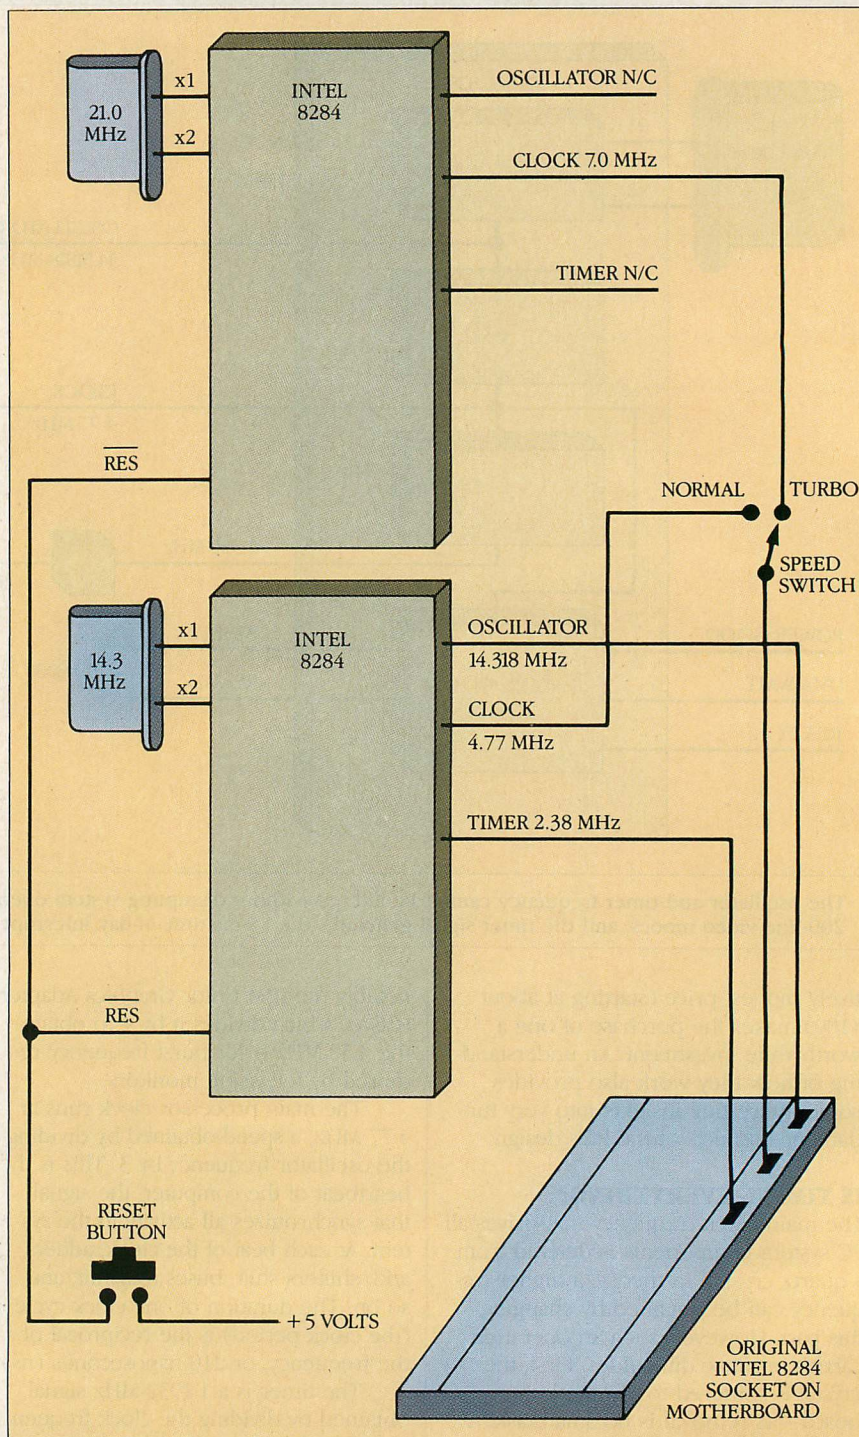 21.0
MHz
x1
x2
INTEL
8284
OSCILLATOR N/C
CLOCK 7.0 MHz
TIMER N/C
RES
NORMAL
TURBO
SPEED
SWITCH
14.3
MHz
x1
x2
INTEL
8284
OSCILLATOR
14.318 MHz
CLOCK
4.77 MHz
TIMER 2.38 MHz
RES
RESET
BUTTON
+5 VOLTS
ORIGINAL
INTEL 8284
SOCKET ON
MOTHERBOARD